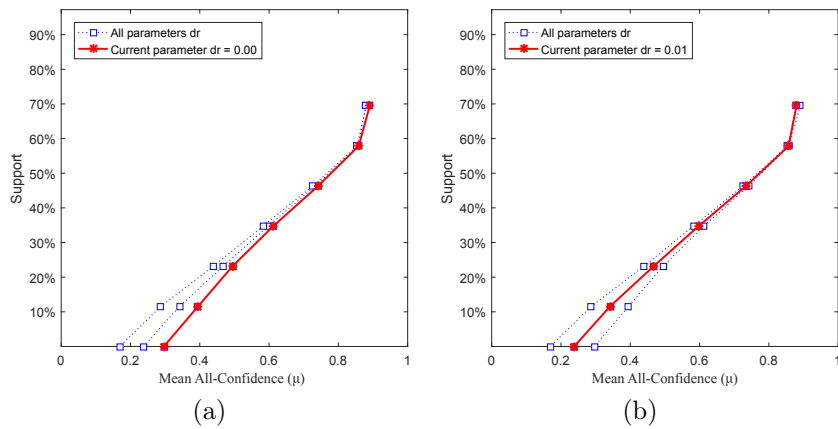 90%
80%
70%
60%
50%
40%
30%
20%
10%
Support
All parameters dr
Current parameter dr = 0.00
0 0.2 0.4 0.6 0.8 1
Mean All-Confidence (μ)
(a)
90%
80%
70%
60%
50%
40%
30%
20%
10%
Support
All parameters dr
Current parameter dr = 0.01
0 0.2 0.4 0.6 0.8 1
Mean All-Confidence (μ)
(b)